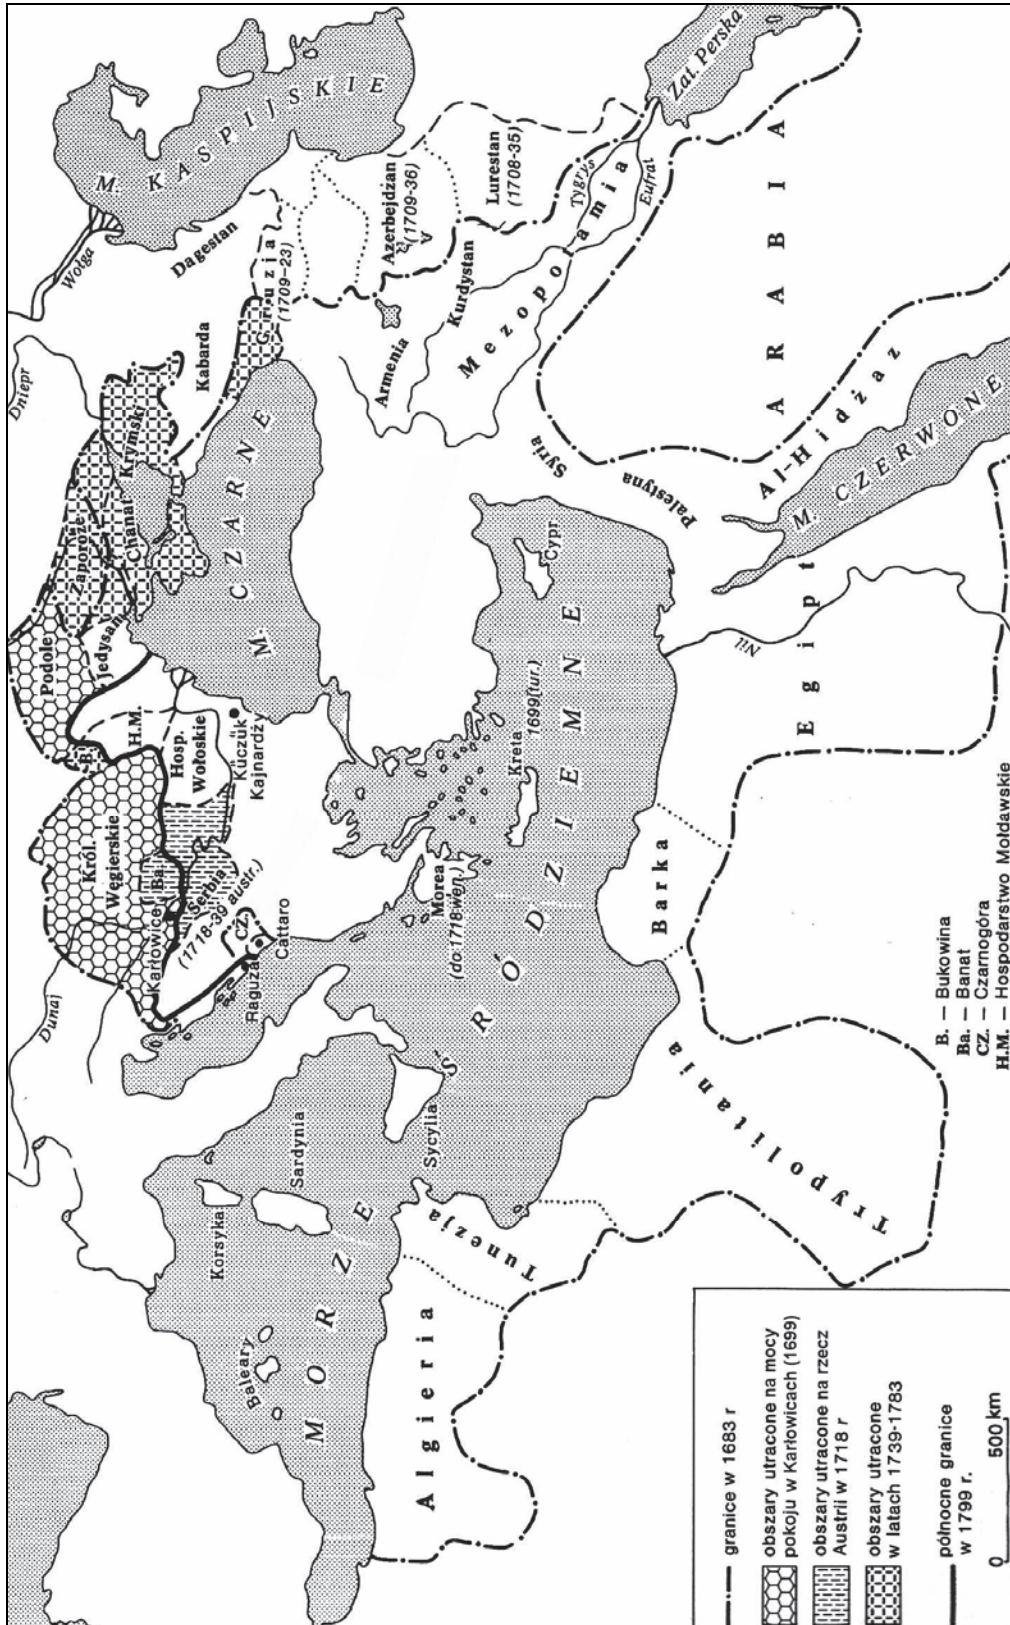 M. KASPIJSKIE
Wołga
Dagestan
Dniepr
Kabarda
Gruzja
(1709-23)
Azerbejdżan
(1709-36)
Lurestan
(1708-35)
Kurdystan
Armenia
Mezopotamia
Tygrys
Eufrat
Zat. Perska
ARABIA
Al-Hidżaz
M. CZERWONE
Syria
Palestyna
Egipt
Nil
Cypr
M. CZARNE
Chanat Krymski
Zaporoże
Podole
Jedysan
B.
H.M.
Hosp.
Wołoskie
Kuczuk
Kajnardży
Król.
Węgierskie
Ba.
Karłowice
Serbia
(1718-39 austr.)
CZ.
Cattaro
Raguza
Dunaj
Kreta
1699(tur.)
Morea
(do 1718 wen.)
MORZE ŚRÓDZIEMNE
Sycylia
Sardynia
Korsyka
Baleary
Barka
Trypolitania
Tunezja
Algieria
B. — Bukowina
Ba. — Banat
CZ. — Czarnogóra
H.M. — Hospodarstwo Mołdawskie
granice w 1683 r
obszary utracone na mocy
pokoju w Karłowicach (1699)
obszary utracone na rzecz
Austrii w 1718 r
obszary utracone
w latach 1739-1783
północne granice
w 1799 r.
0 500 km